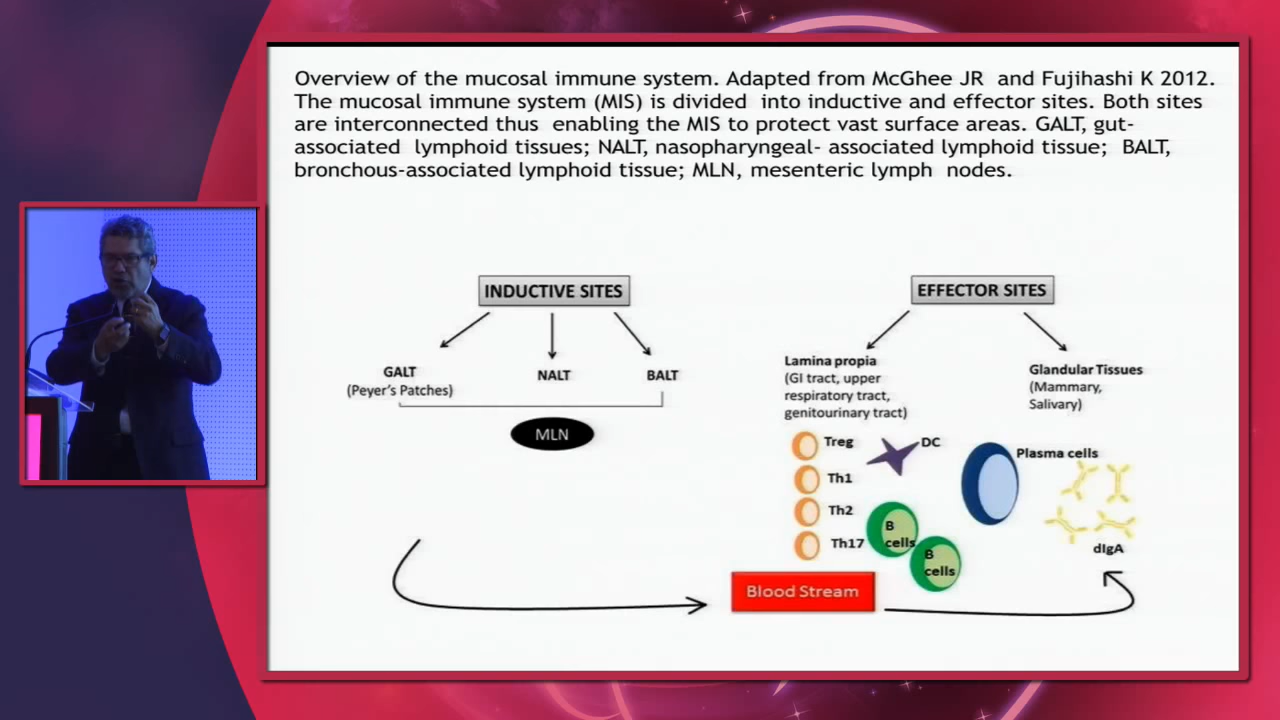 Overview of the mucosal immune system. Adapted from McGhee JR and Fujihashi K 2012.
The mucosal immune system (MIS) is divided into inductive and effector sites. Both sites
are interconnected thus enabling the MIS to protect vast surface areas. GALT, gut-
associated lymphoid tissues; NALT, nasopharyngeal- associated lymphoid tissue; BALT,
bronchous-associated lymphoid tissue; MLN, mesenteric lymph nodes.
INDUCTIVE SITES
GALT
(Peyer's Patches)
NALT
BALT
MLN
EFFECTOR SITES
Lamina propia
(GI tract, upper
respiratory tract,
genitourinary tract)
Glandular Tissues
(Mammary,
Salivary)
Treg
Th1
Th2
Th17
DC
B
cells
B
cells
Plasma cells
dIgA
Blood Stream